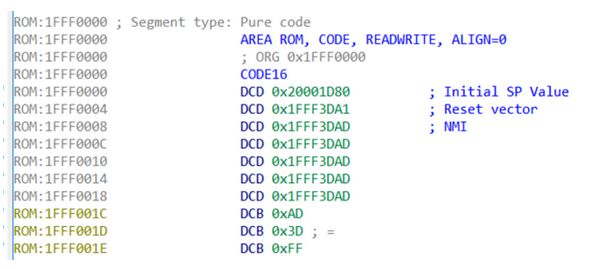 ROM:1FFF0000 ; Segment type: Pure code
ROM:1FFF0000 AREA ROM, CODE, READWRITE, ALIGN=0
ROM:1FFF0000 ; ORG 0x1FFF0000
ROM:1FFF0000 CODE16
ROM:1FFF0000 DCD 0x20001D80 ; Initial SP Value
ROM:1FFF0004 DCD 0x1FFF3DA1 ; Reset vector
ROM:1FFF0008 DCD 0x1FFF3DAD ; NMI
ROM:1FFF000C DCD 0x1FFF3DAD
ROM:1FFF0010 DCD 0x1FFF3DAD
ROM:1FFF0014 DCD 0x1FFF3DAD
ROM:1FFF0018 DCD 0x1FFF3DAD
ROM:1FFF001C DCB 0xAD
ROM:1FFF001D DCB 0x3D ; =
ROM:1FFF001E DCB 0xFF